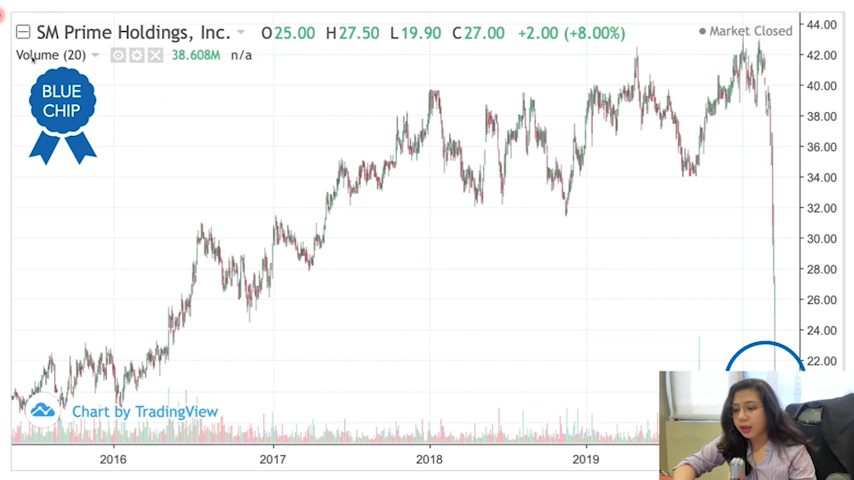 SM Prime Holdings, Inc. O25.00 H27.50 L19.90 C27.00 +2.00 (+8.00%)
Market Closed
Volume (20) 38.608M n/a
BLUE
CHIP
44.00
42.00
40.00
38.00
36.00
34.00
32.00
30.00
28.00
26.00
24.00
22.00
Chart by TradingView
2016 2017 2018 2019